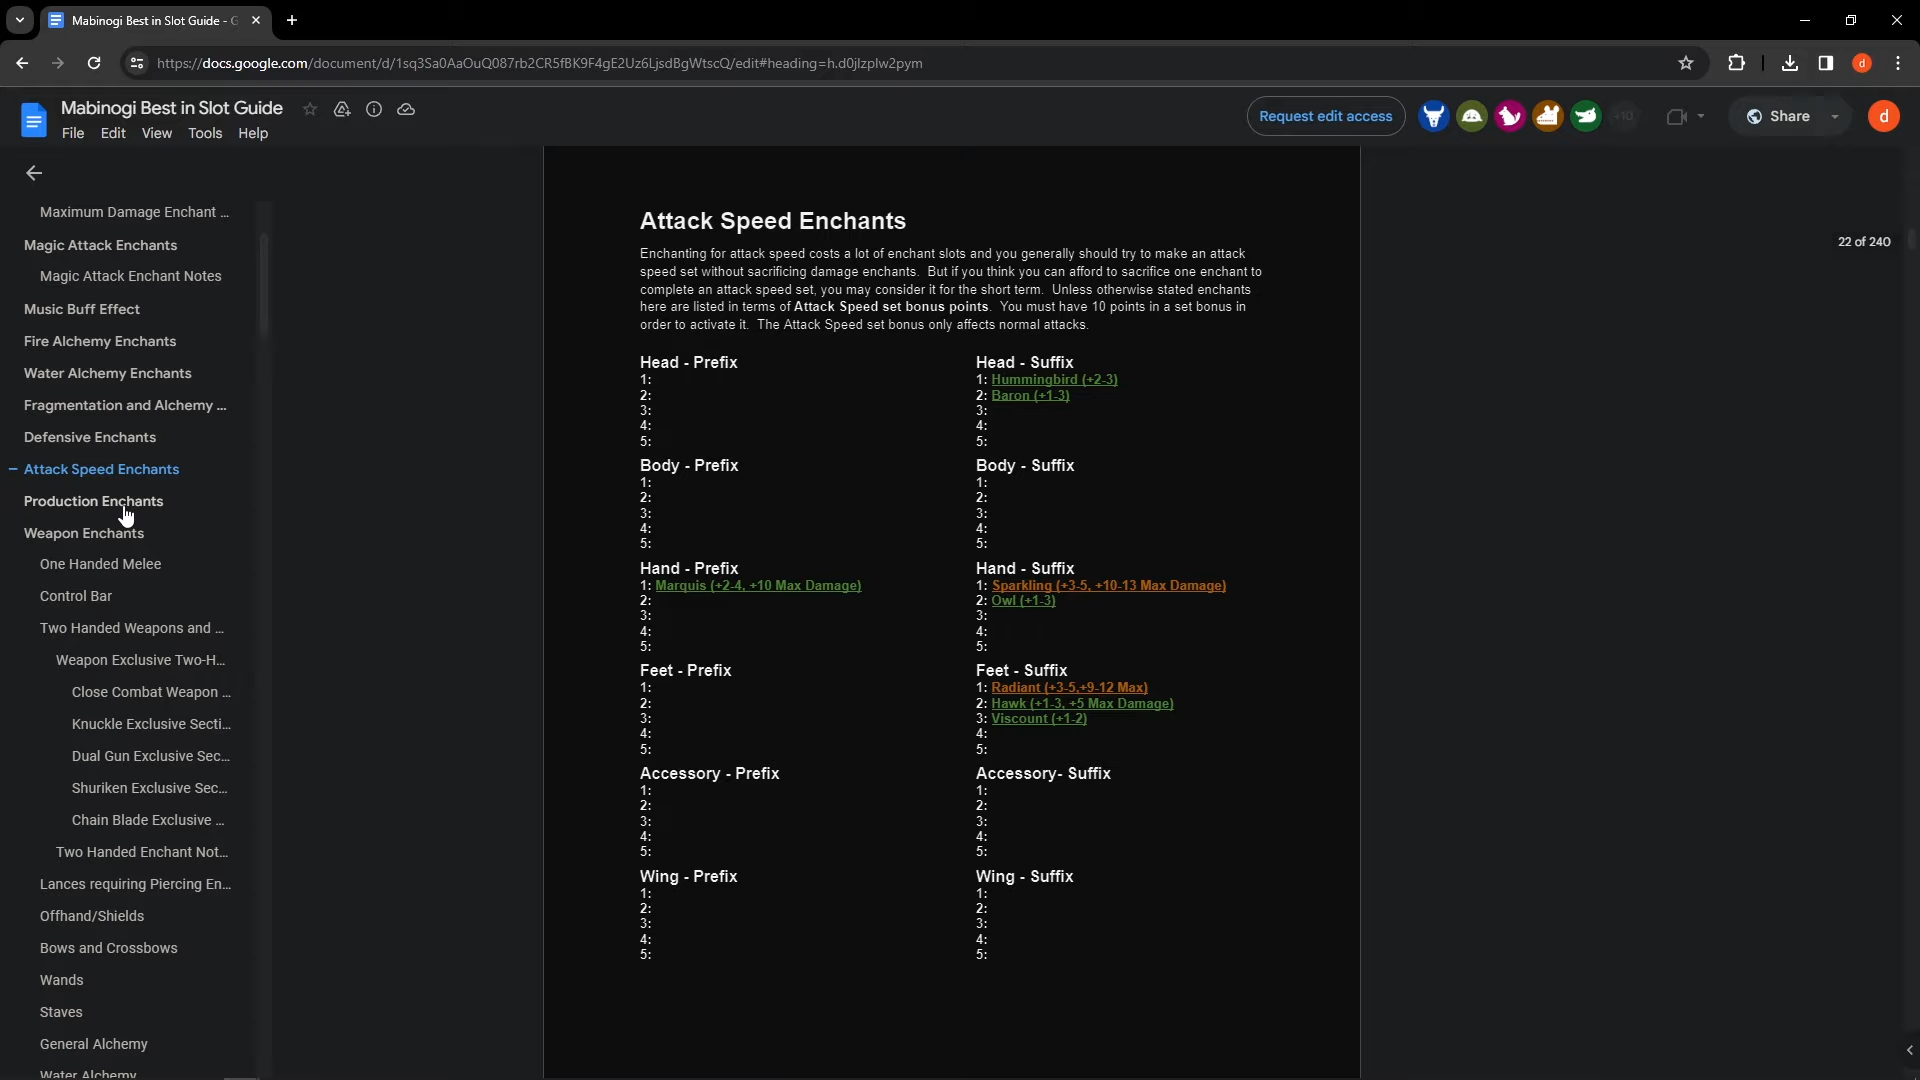 Mabinogi Best in Slot Guide - G
https://docs.google.com/document/d/1sq3Sa0AaOuQ087rb2CR5fBK9F4gE2Uz6LjsdBgWtscQ/edit#heading=h.d0jlzplw2pym
d
Mabinogi Best in Slot Guide
File Edit View Tools Help
Request edit access
+10
Share
d
Maximum Damage Enchant ...
Magic Attack Enchants
Magic Attack Enchant Notes
Music Buff Effect
Fire Alchemy Enchants
Water Alchemy Enchants
Fragmentation and Alchemy ...
Defensive Enchants
Attack Speed Enchants
Production Enchants
Weapon Enchants
One Handed Melee
Control Bar
Two Handed Weapons and ...
Weapon Exclusive Two-H...
Close Combat Weapon ...
Knuckle Exclusive Secti...
Dual Gun Exclusive Sec...
Shuriken Exclusive Sec...
Chain Blade Exclusive ...
Two Handed Enchant Not...
Lances requiring Piercing En...
Offhand/Shields
Bows and Crossbows
Wands
Staves
General Alchemy
Water Alchemy
22 of 240
Attack Speed Enchants
Enchanting for attack speed costs a lot of enchant slots and you generally should try to make an attack
speed set without sacrificing damage enchants. But if you think you can afford to sacrifice one enchant to
complete an attack speed set, you may consider it for the short term. Unless otherwise stated enchants
here are listed in terms of Attack Speed set bonus points. You must have 10 points in a set bonus in
order to activate it. The Attack Speed set bonus only affects normal attacks.
Head - Prefix
1:
2:
3:
4:
5:
Head - Suffix
1: Hummingbird (+2-3)
2: Baron (+1-3)
3:
4:
5:
Body - Prefix
1:
2:
3:
4:
5:
Body - Suffix
1:
2:
3:
4:
5:
Hand - Prefix
1: Marquis (+2-4, +10 Max Damage)
2:
3:
4:
5:
Hand - Suffix
1: Sparkling (+3-5, +10-13 Max Damage)
2: Owl (+1-3)
3:
4:
5:
Feet - Prefix
1:
2:
3:
4:
5:
Feet - Suffix
1: Radiant (+3-5,+9-12 Max)
2: Hawk (+1-3, +5 Max Damage)
3: Viscount (+1-2)
4:
5:
Accessory - Prefix
1:
2:
3:
4:
5:
Accessory- Suffix
1:
2:
3:
4:
5:
Wing - Prefix
1:
2:
3:
4:
5:
Wing - Suffix
1:
2:
3:
4:
5: